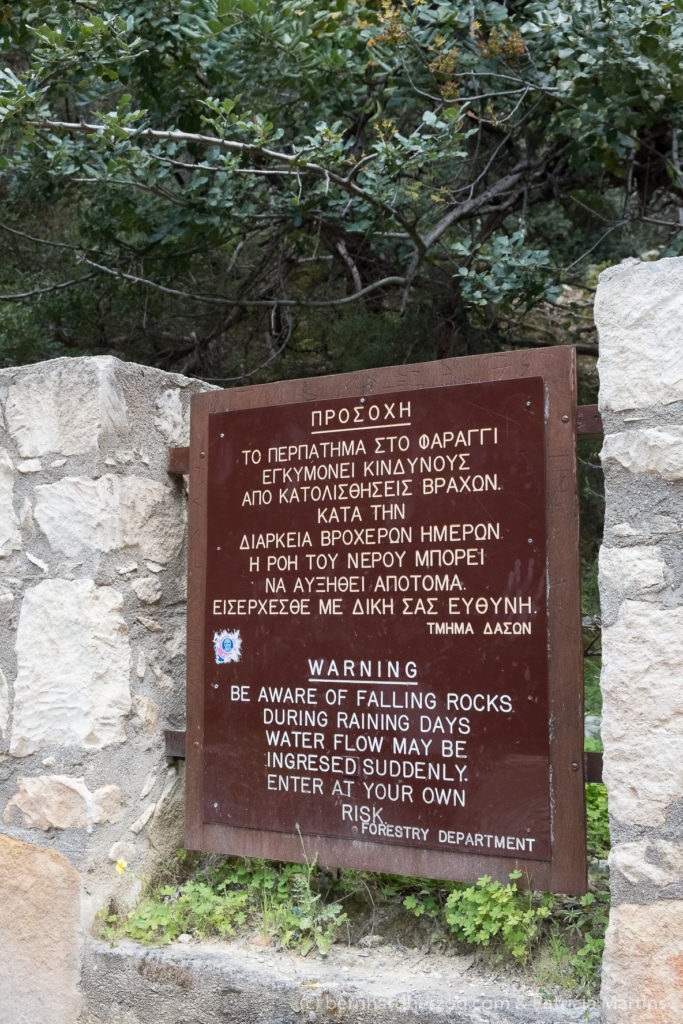 ΠΡΟΣΟΧΗ
ΤΟ ΠΕΡΠΑΤΗΜΑ ΣΤΟ ΦΑΡΑΓΓΙ
ΕΓΚΥΜΟΝΕΙ ΚΙΝΔΥΝΟΥΣ
ΑΠΟ ΚΑΤΟΛΙΣΘΗΣΕΙΣ ΒΡΑΧΩΝ.
ΚΑΤΑ ΤΗΝ
ΔΙΑΡΚΕΙΑ ΒΡΟΧΕΡΩΝ ΗΜΕΡΩΝ
Η ΡΟΗ ΤΟΥ ΝΕΡΟΥ ΜΠΟΡΕΙ
ΝΑ ΑΥΞΗΘΕΙ ΑΠΟΤΟΜΑ.
ΕΙΣΕΡΧΕΣΘΕ ΜΕ ΔΙΚΗ ΣΑΣ ΕΥΘΥΝΗ.
ΤΜΗΜΑ ΔΑΣΩΝ
WARNING
BE AWARE OF FALLING ROCKS
DURING RAINING DAYS
WATER FLOW MAY BE
INGRESED SUDDENLY.
ENTER AT YOUR OWN
RISK.
FORESTRY DEPARTMENT
& Patricia Martins